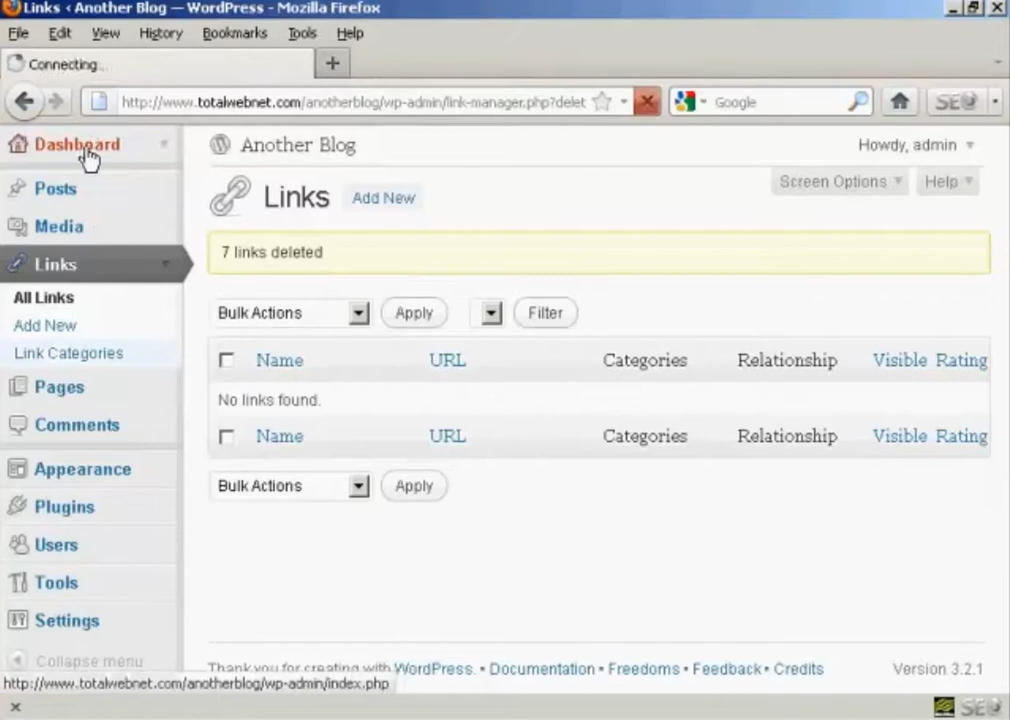 Links ‹ Another Blog — WordPress - Mozilla Firefox
File Edit View History Bookmarks Tools Help
Connecting...
http://www.totalwebnet.com/anotherblog/wp-admin/link-manager.php?delet
Google
SEO
Dashboard
Another Blog
Howdy, admin
Posts
Links
Add New
Screen Options
Help
Media
7 links deleted
Links
All Links
Bulk Actions
Apply
Filter
Add New
Link Categories
Name URL Categories Relationship Visible Rating
Pages
No links found.
Comments
Name URL Categories Relationship Visible Rating
Appearance
Bulk Actions
Apply
Plugins
Users
Tools
Settings
Collapse menu
Thank you for creating with WordPress. • Documentation • Freedoms • Feedback • Credits
Version 3.2.1
http://www.totalwebnet.com/anotherblog/wp-admin/index.php
SEO